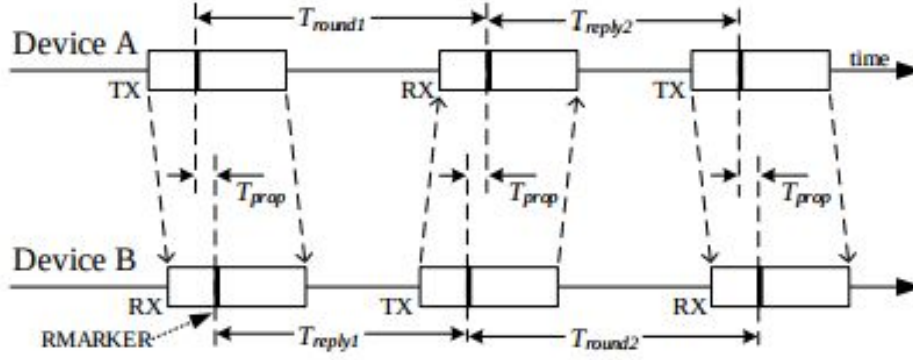 T_round1 T_reply2
Device A time
TX RX TX
T_prop T_prop T_prop
Device B
RX TX RX
RMARKER T_reply1 T_round2